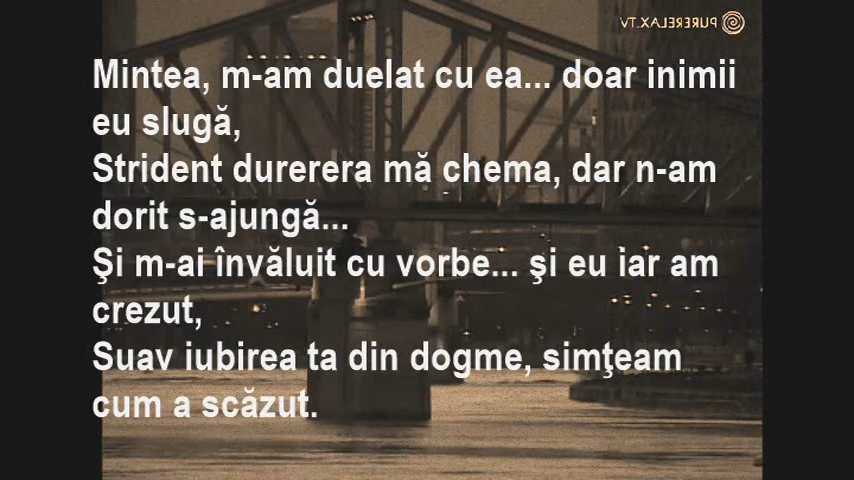 PURERELAX.TV
Mintea, m-am duelat cu ea... doar inimii
eu slugă,
Strident durerera mă chema, dar n-am
dorit s-ajungă...
Şi m-ai învăluit cu vorbe... şi eu iar am
crezut,
Suav iubirea ta din dogme, simţeam
cum a scăzut.